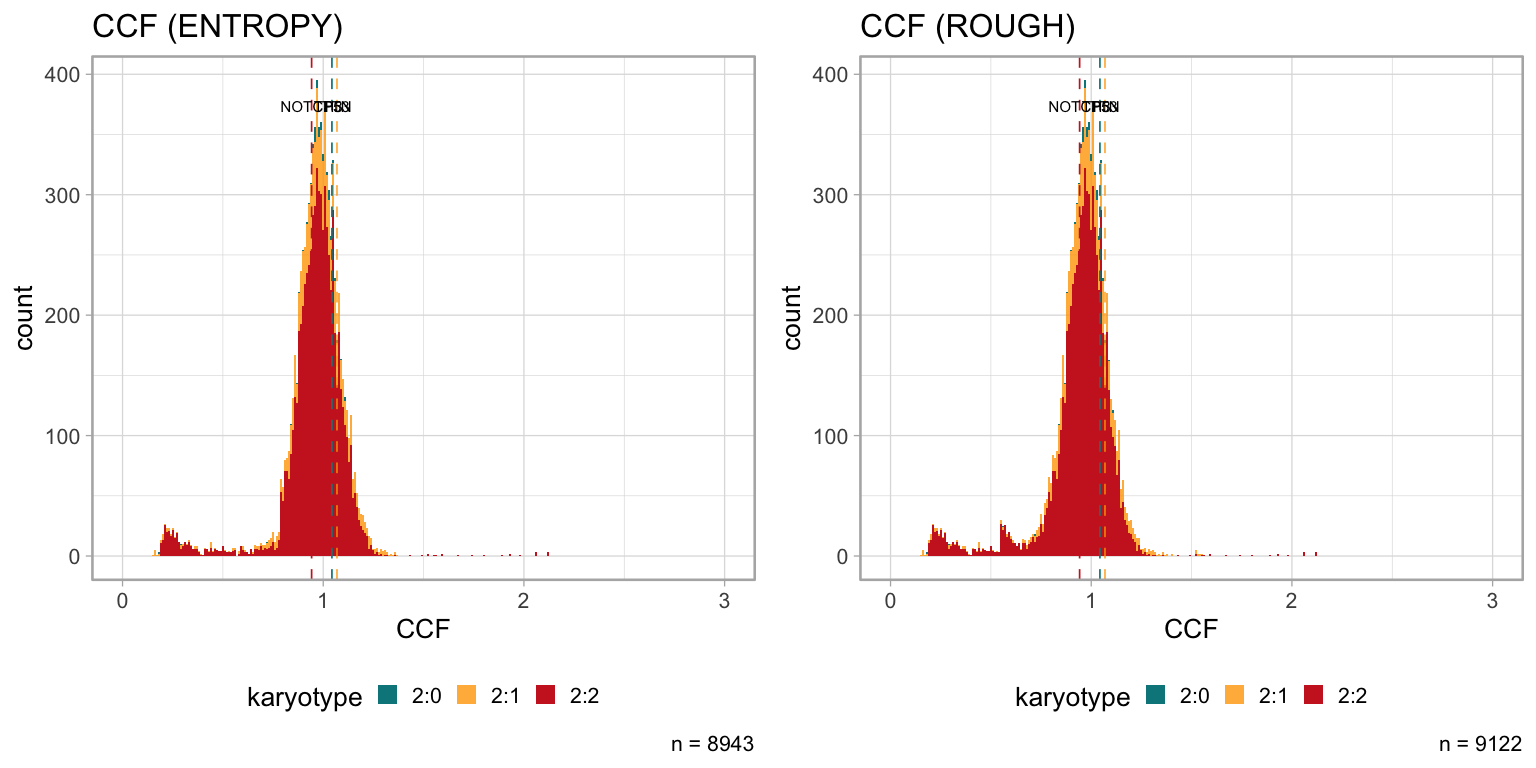 CCF (ENTROPY)
400
300
200
100
0
count
0 1 2 3
CCF
karyotype 2:0 2:1 2:2
n = 8943
CCF (ROUGH)
400
300
200
100
0
count
0 1 2 3
CCF
karyotype 2:0 2:1 2:2
n = 9122